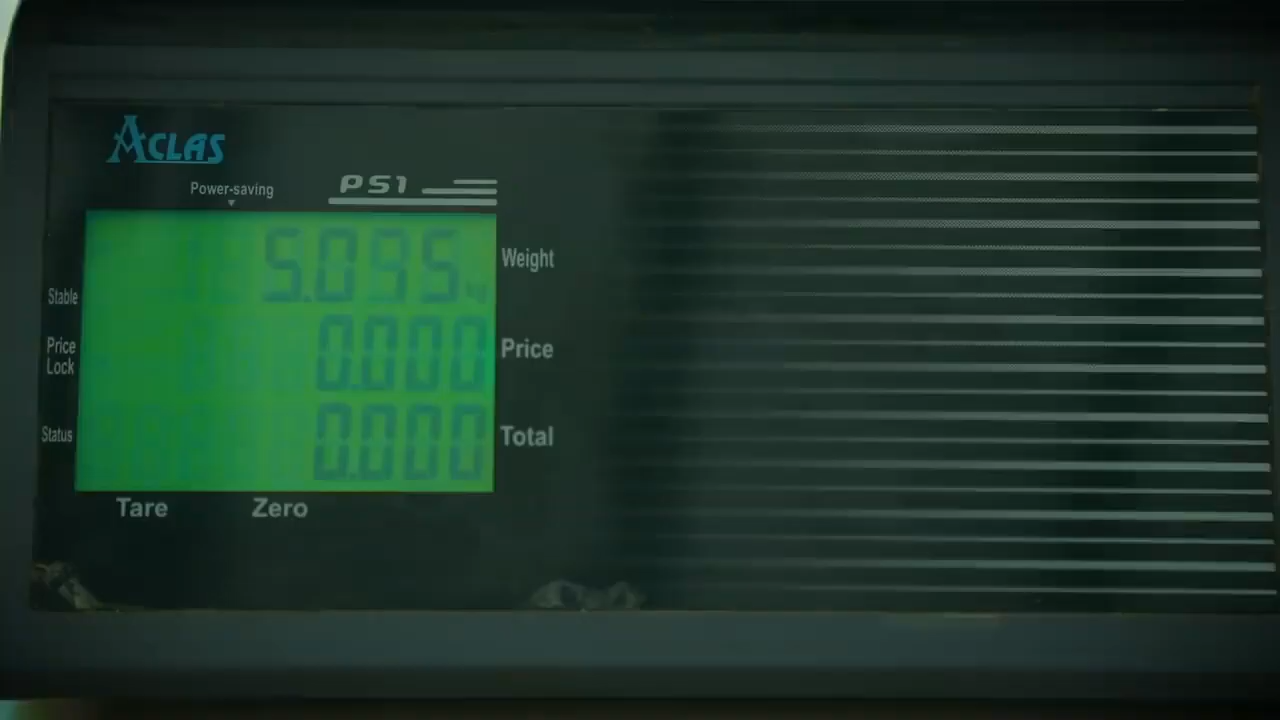 ACLAS
Power-saving
PS1
5.095 kg
Weight
Stable
0.000
Price
Price Lock
0.000
Total
Status
Tare
Zero